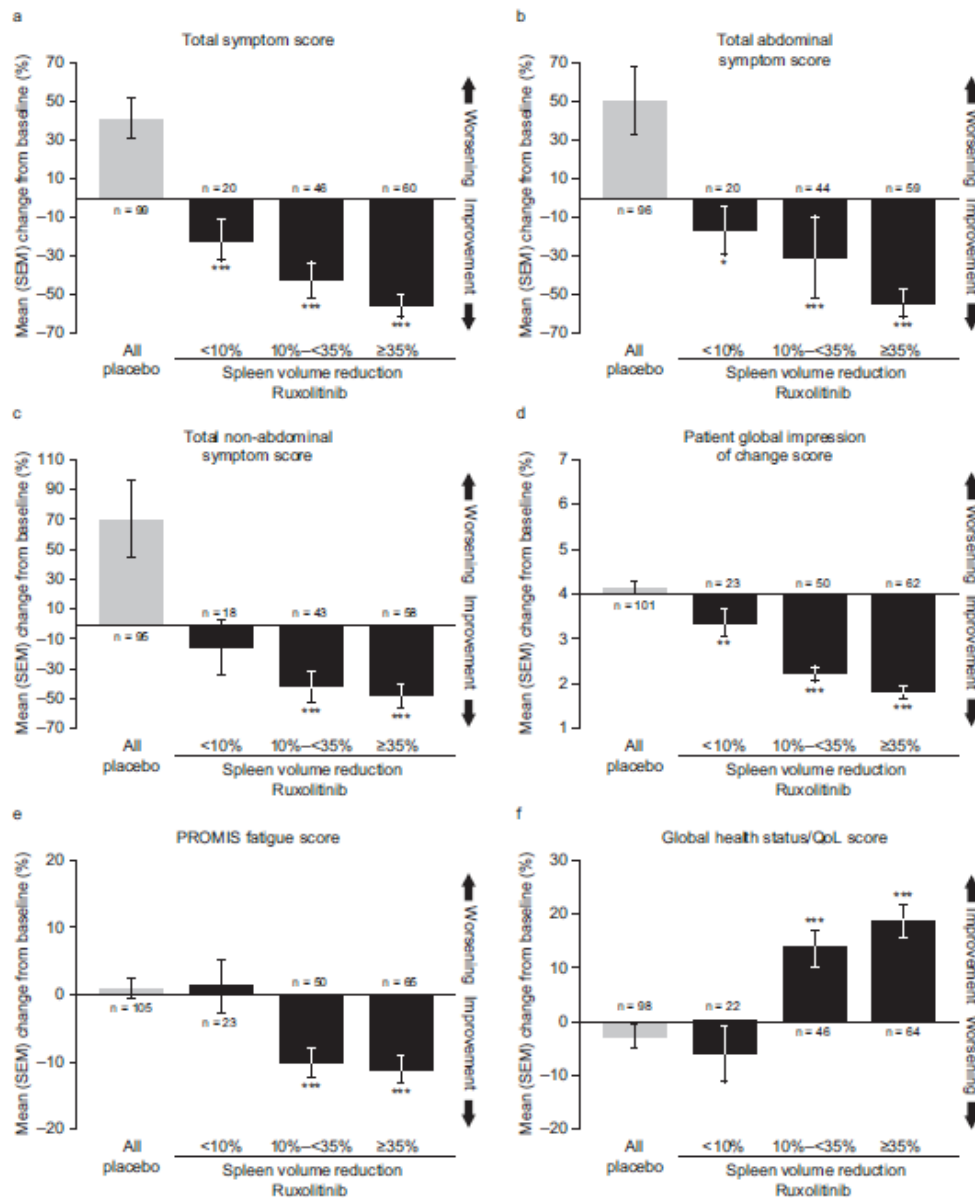 a
Total symptom score
Mean (SEM) change from baseline (%)
70
50
30
10
–10
–30
–50
–70
n = 99
n = 20
n = 46
n = 60
***
***
***
Worsening
Improvement
All placebo
<10%
10%–<35%
≥35%
Spleen volume reduction
Ruxolitinib
b
Total abdominal
symptom score
Mean (SEM) change from baseline (%)
70
50
30
10
–10
–30
–50
–70
n = 96
n = 20
n = 44
n = 59
*
***
***
Worsening
Improvement
All placebo
<10%
10%–<35%
≥35%
Spleen volume reduction
Ruxolitinib
c
Total non-abdominal
symptom score
Mean (SEM) change from baseline (%)
110
90
70
50
30
10
–10
–30
–50
–70
n = 95
n = 18
n = 43
n = 58
***
***
Worsening
Improvement
All placebo
<10%
10%–<35%
≥35%
Spleen volume reduction
Ruxolitinib
d
Patient global impression
of change score
Mean (SEM) change from baseline (%)
7
6
5
4
3
2
1
n = 101
n = 23
n = 50
n = 62
**
***
***
Worsening
Improvement
All placebo
<10%
10%–<35%
≥35%
Spleen volume reduction
Ruxolitinib
e
PROMIS fatigue score
Mean (SEM) change from baseline (%)
20
10
0
–10
–20
n = 105
n = 23
n = 50
n = 65
***
***
Worsening
Improvement
All placebo
<10%
10%–<35%
≥35%
Spleen volume reduction
Ruxolitinib
f
Global health status/QoL score
Mean (SEM) change from baseline (%)
30
20
10
0
–10
–20
n = 98
n = 22
n = 46
n = 64
***
***
Improvement
Worsening
All placebo
<10%
10%–<35%
≥35%
Spleen volume reduction
Ruxolitinib